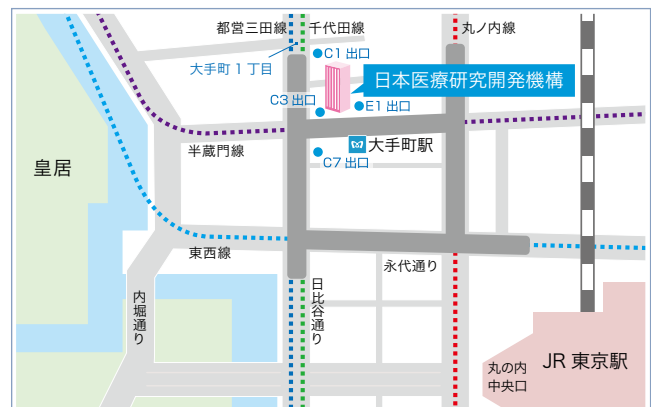 都営三田線
千代田線
丸ノ内線
C1 出口
大手町 1 丁目
日本医療研究開発機構
C3 出口
E1 出口
大手町駅
半蔵門線
C7 出口
皇居
東西線
永代通り
内堀通り
日比谷通り
JR 東京駅
丸の内
中央口